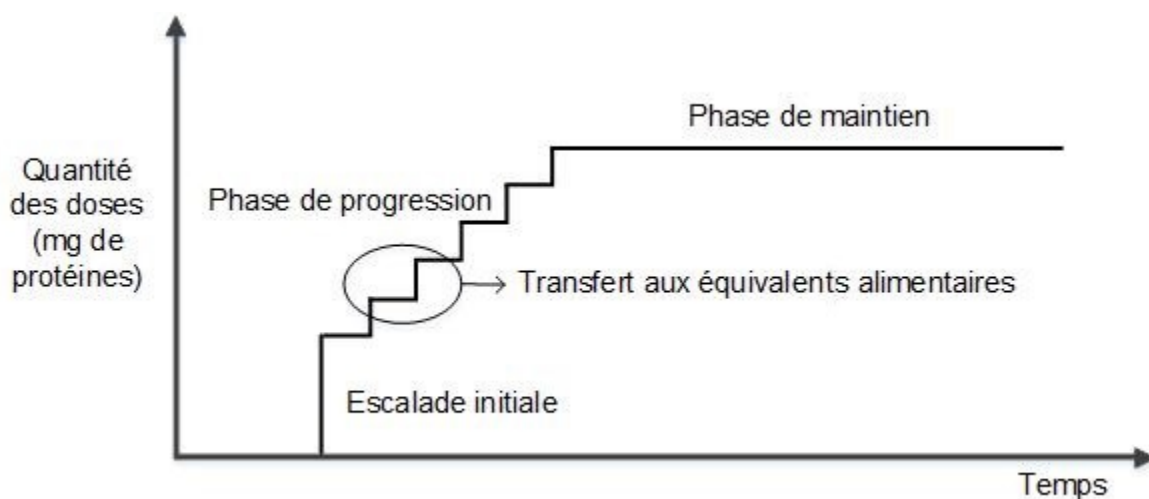 Phase de maintien
Quantité
des doses
(mg de
protéines)
Phase de progression
Transfert aux équivalents alimentaires
Escalade initiale
Temps